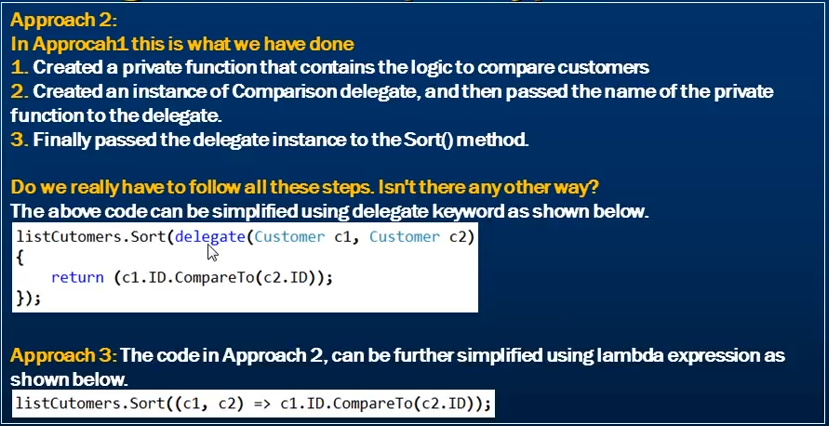 Approach 2:
In Approcah1 this is what we have done
1. Created a private function that contains the logic to compare customers
2. Created an instance of Comparison delegate, and then passed the name of the private
function to the delegate.
3. Finally passed the delegate instance to the Sort() method.
Do we really have to follow all these steps. Isn't there any other way?
The above code can be simplified using delegate keyword as shown below.
listCutomers.Sort(delegate(Customer c1, Customer c2)
{
    return (c1.ID.CompareTo(c2.ID));
});
Approach 3: The code in Approach 2, can be further simplified using lambda expression as
shown below.
listCutomers.Sort((c1, c2) => c1.ID.CompareTo(c2.ID));